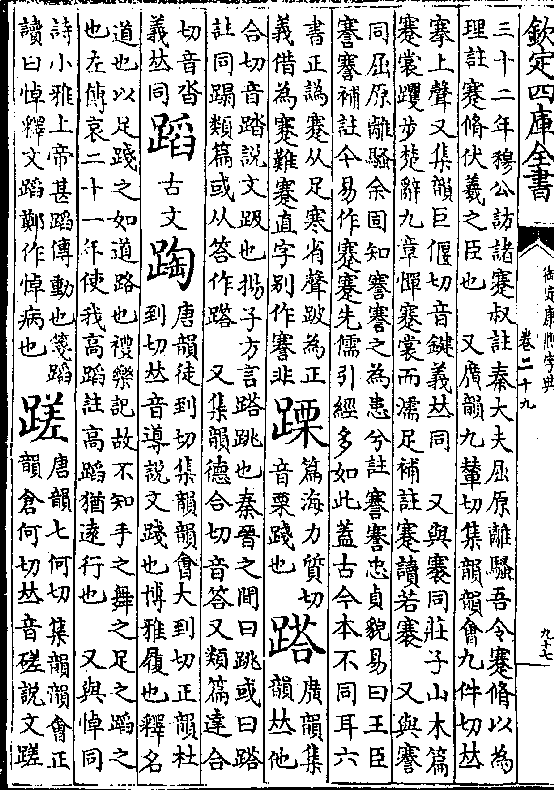 欽定四庫全書
御定康熙字典
卷二十九
九十七
三十二年穆公訪諸蹇叔註秦大夫屈原離騷吾令蹇脩以為
理註蹇脩伏羲之臣也 又廣韻九輦切集韻韻會九件切𠀤
搴上聲又集韻巨偃切音鍵義𠀤同 又與褰同莊子山木篇
蹇裳躩步楚辭九章憚蹇裳而濡足補註蹇讀若褰 又與謇
同屈原離騷余固知謇謇之為患兮註謇謇忠貞貌易曰王臣
謇謇補註今易作蹇蹇先儒引經多如此蓋古今本不同耳六
書正譌蹇从足寒省聲跛為正
義借為蹇難蹇直字別作謇非
𨄝
篇海力質切
音栗踐也
䠍
廣韻集
韻𠀤他
合切音踏說文趿也揚子方言䠍跳也秦晉之間曰跳或曰䠍
註同蹋類篇或从答作䠍 又集韻德合切音答又類篇達合
切音沓
義𠀤同
蹈
古文
䠛
唐韻徒到切集韻韻會大到切正韻杜
到切𠀤音導說文踐也博雅履也釋名
道也以足踐之如道路也禮樂記故不知手之舞之足之蹈之
也左傳哀二十一年使我高蹈註高蹈猶遠行也 又與悼同
詩小雅上帝甚蹈傳動也箋蹈
讀曰悼釋文蹈鄭作悼病也
蹉
唐韻七何切集韻韻會正
韻倉何切𠀤音磋說文蹉